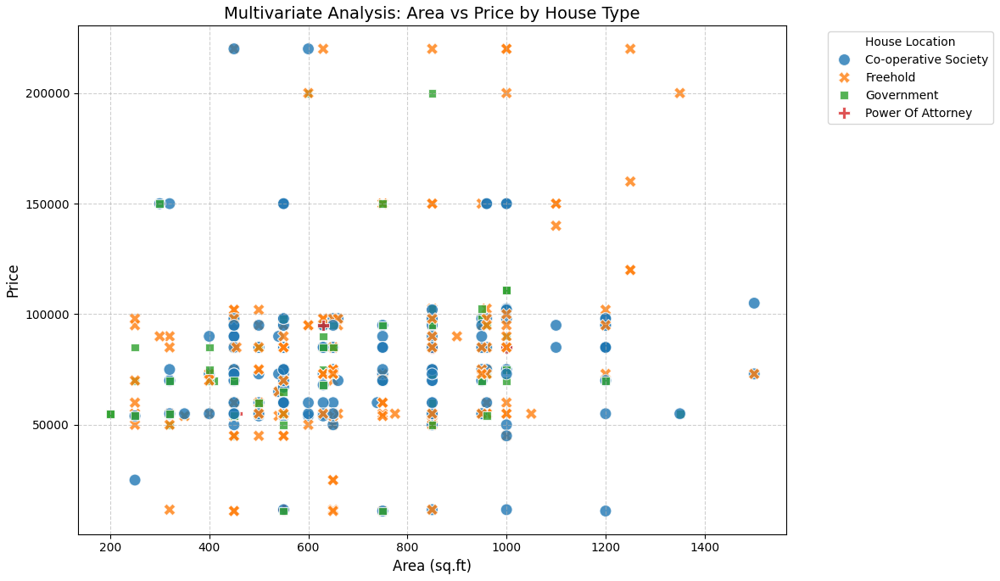 Multivariate Analysis: Area vs Price by House Type
House Location
Co-operative Society
Freehold
Government
Power Of Attorney
Price
200000
150000
100000
50000
200
400
600
800
1000
1200
1400
Area (sq.ft)